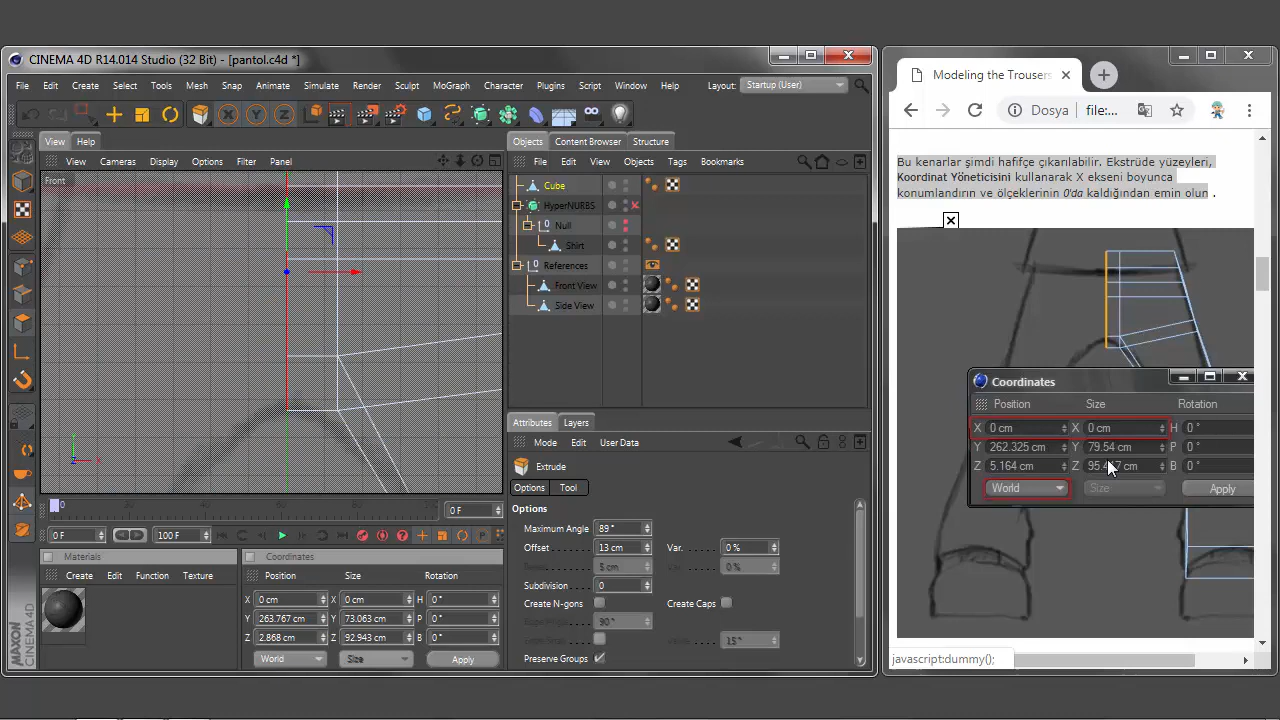 CINEMA 4D R14.014 Studio (32 Bit) - [pantol.c4d *]
File Edit Create Select Tools Mesh Snap Animate Simulate Render Sculpt MoGraph Character Plugins Script Window Help Layout: Startup (User)
X Y Z
View Help
View Cameras Display Options Filter Panel
Front
Objects Content Browser Structure
File Edit View Objects Tags Bookmarks
Cube
HyperNURBS
Null
Shirt
References
Front View
Side View
Attributes Layers
Mode Edit User Data
Extrude
Options Tool
Options
Maximum Angle 89 °
Offset 13 cm Var. 0 %
5 cm 0 %
Subdivision 0
Create N-gons Create Caps
90 °
15 °
Preserve Groups
0 0 F
0 F 100 F
Materials
Create Edit Function Texture
Coordinates
Position Size Rotation
X 0 cm X 0 cm H 0 °
Y 263.767 cm Y 73.063 cm P 0 °
Z 2.868 cm Z 92.943 cm B 0 °
World Size Apply
MAXON
CINEMA 4D
Modeling the Trousers
Dosya file:...
Bu kenarlar şimdi hafifçe çıkarılabilir. Ekstrüde yüzeyleri,
Koordinat Yöneticisini kullanarak X ekseni boyunca
konumlandırın ve ölçeklerinin 0'da kaldığından emin olun .
Coordinates
Position Size Rotation
X 0 cm X 0 cm H 0 °
Y 262.325 cm Y 79.54 cm P 0 °
Z 5.164 cm Z cm B 0 °
World Size Apply
javascript:dummy();